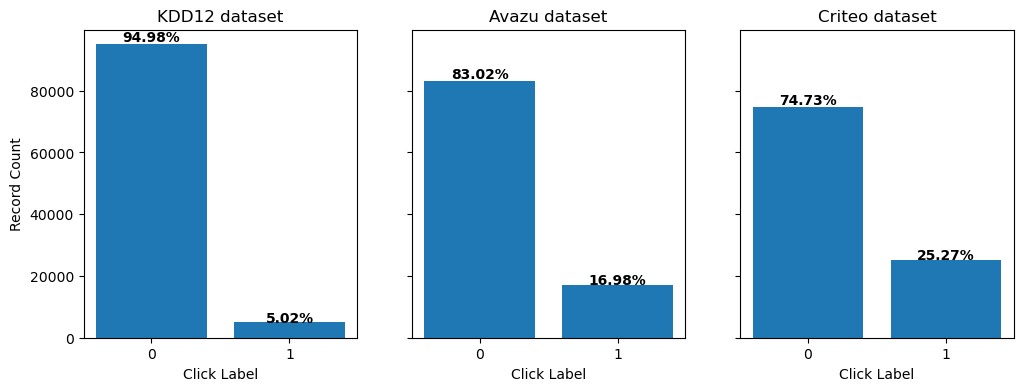 KDD12 dataset
Avazu dataset
Criteo dataset
Record Count
80000
60000
40000
20000
0
94.98%
5.02%
83.02%
16.98%
74.73%
25.27%
0 1
0 1
0 1
Click Label
Click Label
Click Label